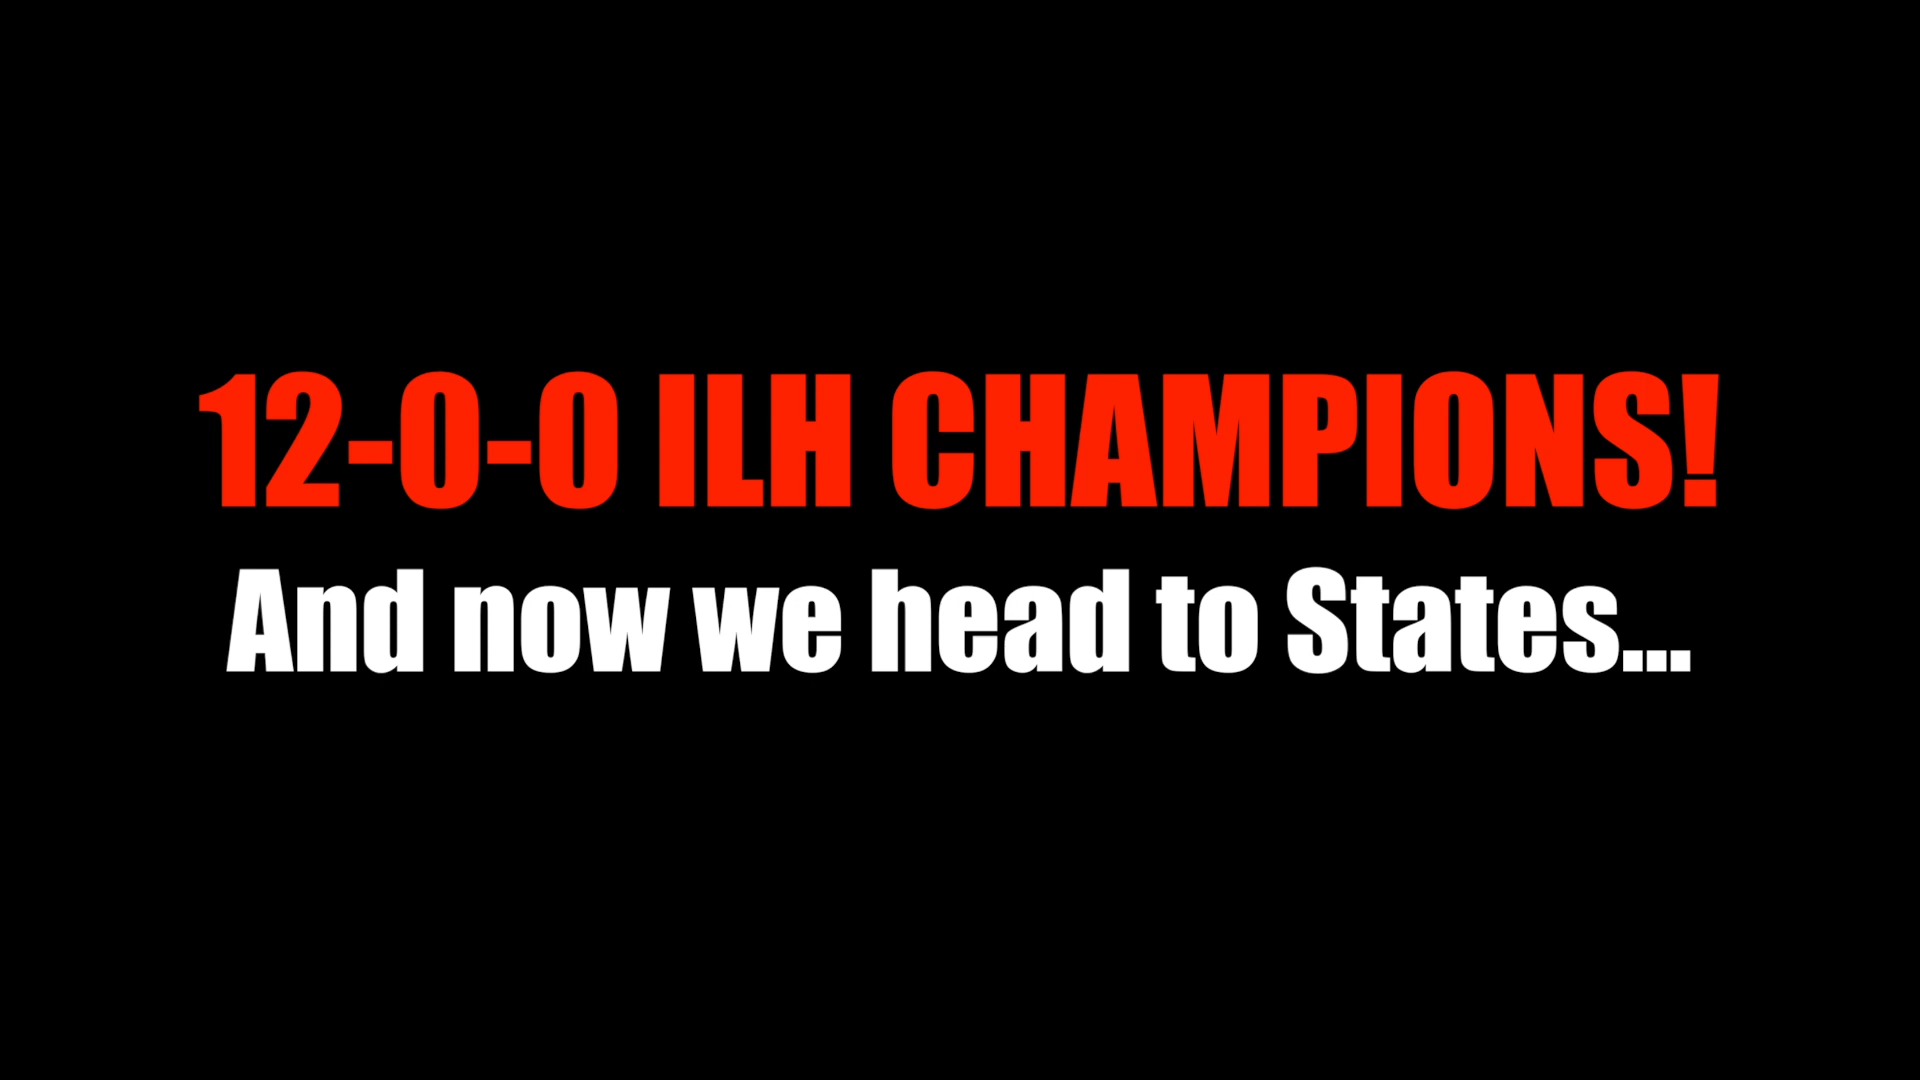 12-0-0 ILH CHAMPIONS!
And now we head to States...